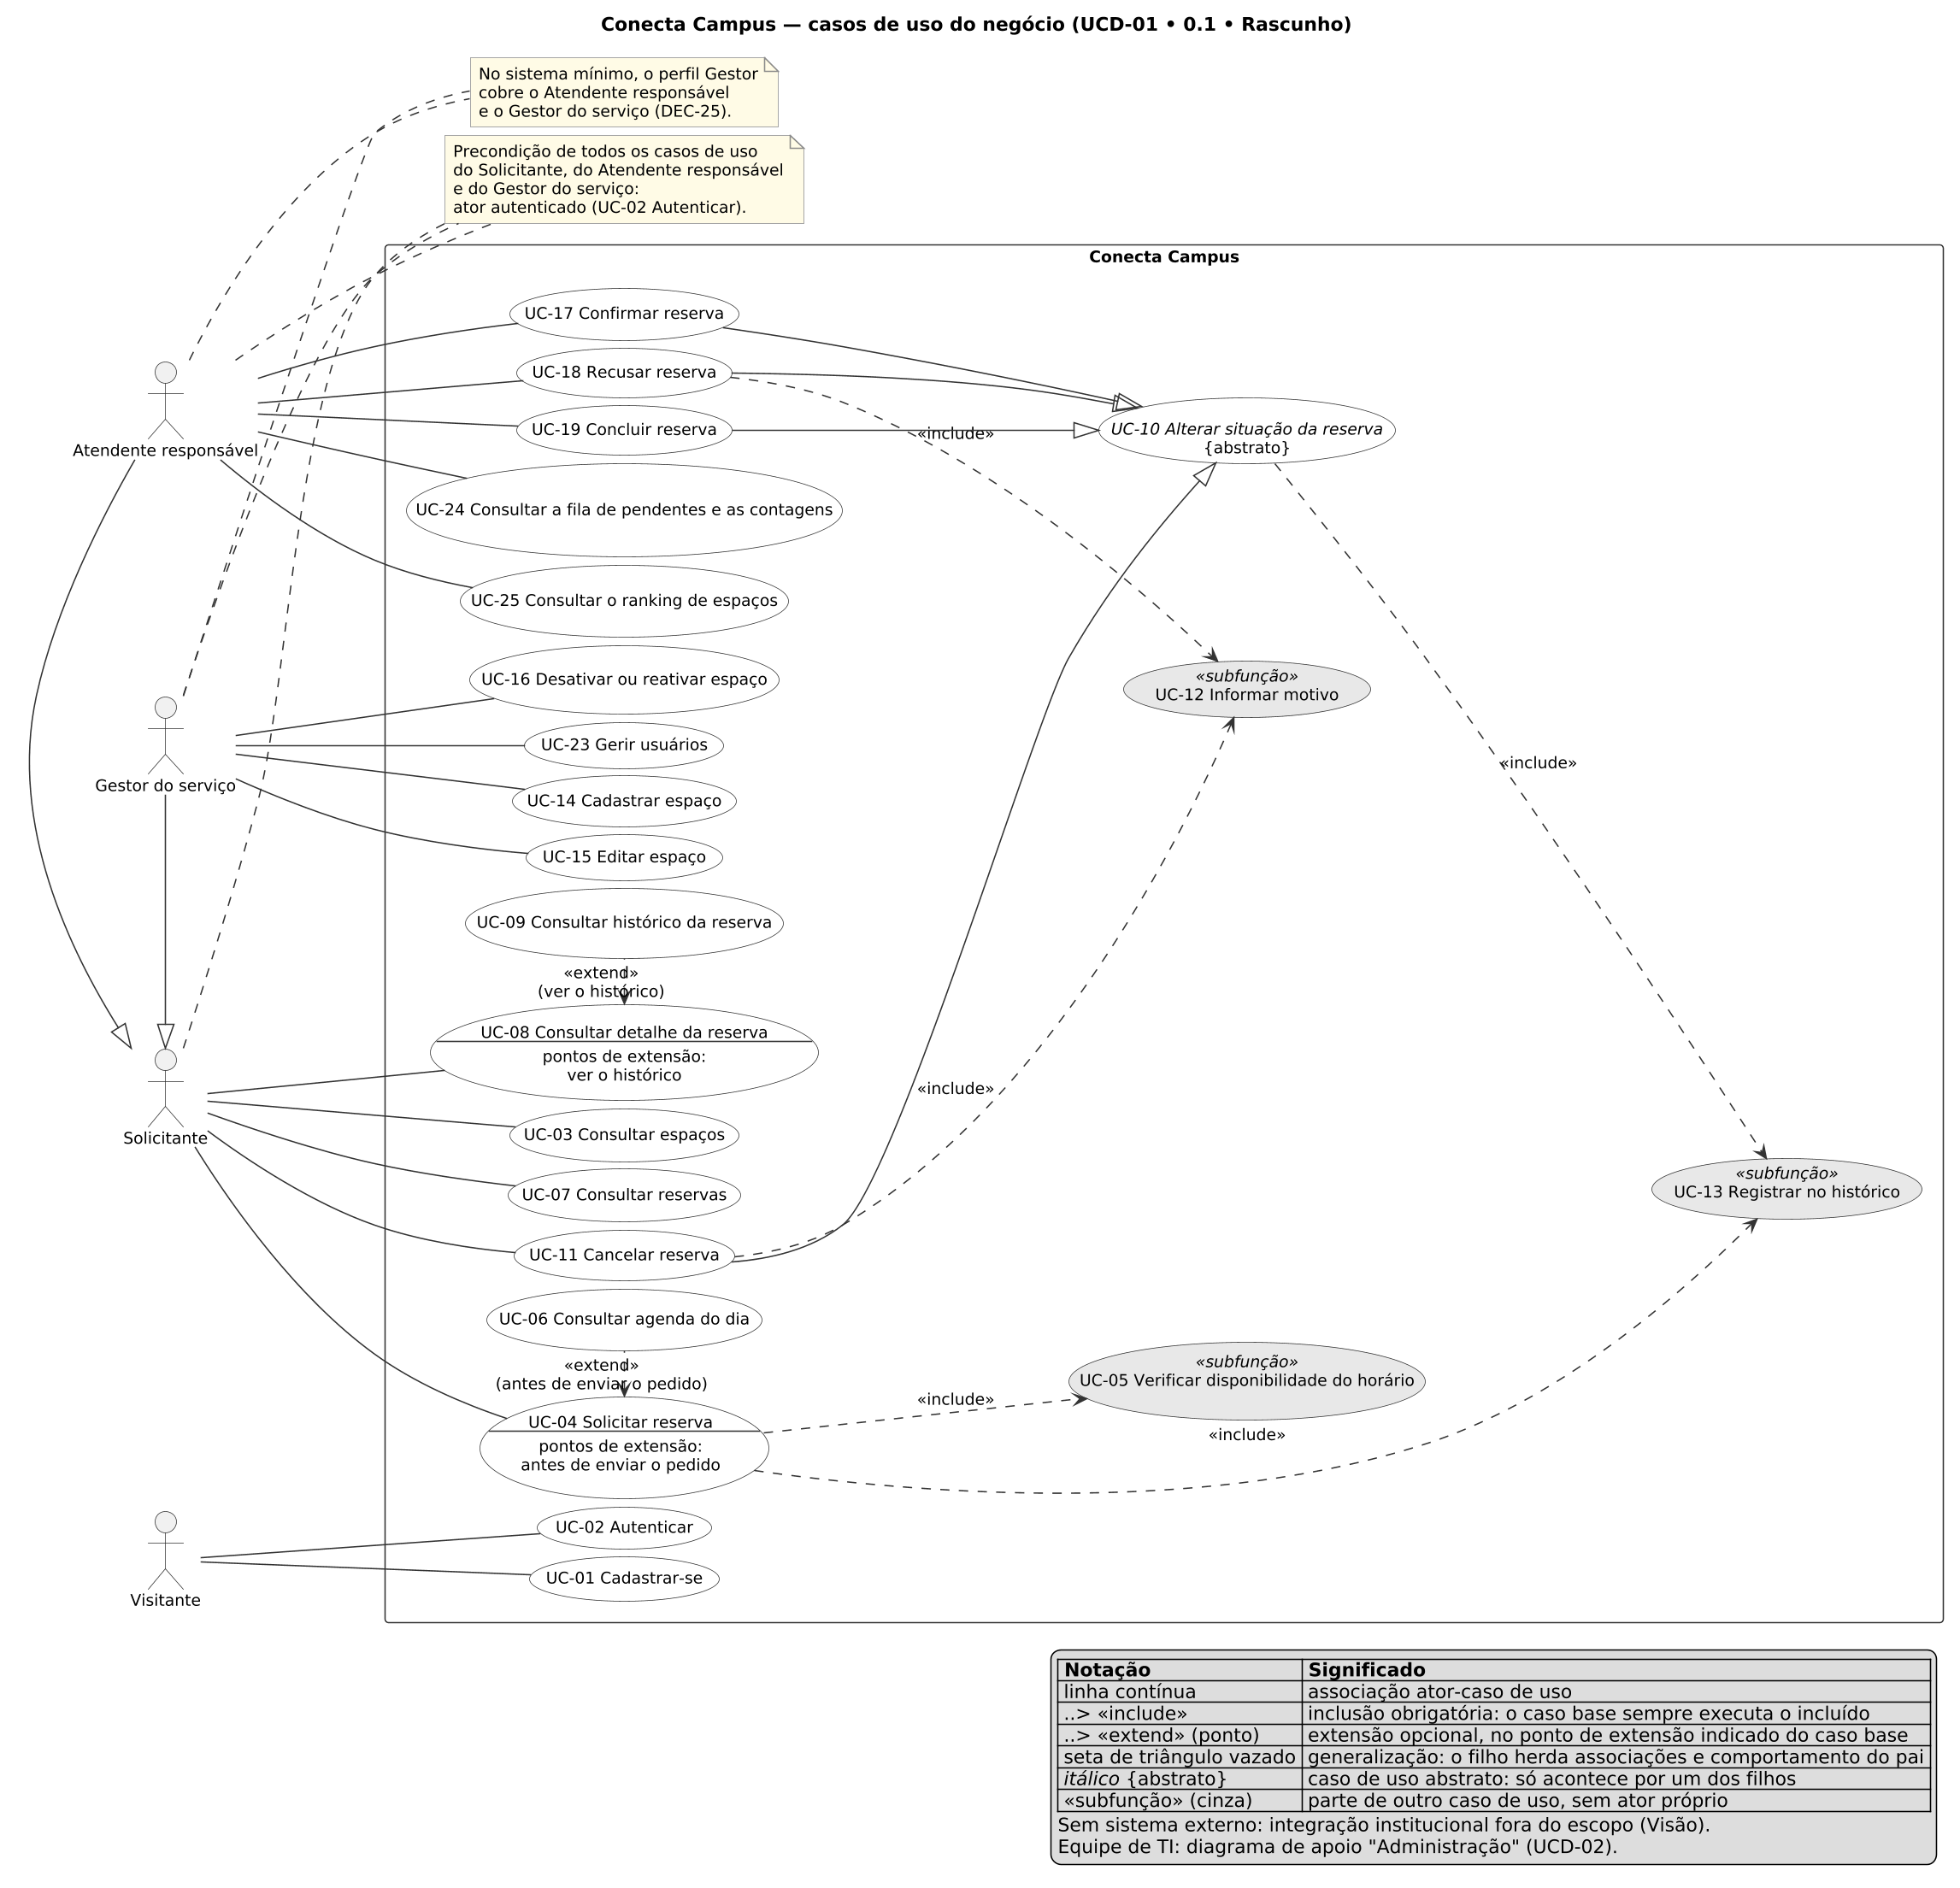 Conecta Campus — casos de uso do negócio (UCD-01 • 0.1 • Rascunho)
No sistema mínimo, o perfil Gestor
cobre o Atendente responsável
e o Gestor do serviço (DEC-25).
Precondição de todos os casos de uso
do Solicitante, do Atendente responsável
e do Gestor do serviço:
ator autenticado (UC-02 Autenticar).
Conecta Campus
UC-17 Confirmar reserva
UC-18 Recusar reserva
UC-19 Concluir reserva
«include»
UC-10 Alterar situação da reserva
{abstrato}
Atendente responsável
UC-24 Consultar a fila de pendentes e as contagens
UC-25 Consultar o ranking de espaços
UC-16 Desativar ou reativar espaço
«subfunção»
UC-12 Informar motivo
UC-23 Gerir usuários
«include»
Gestor do serviço
UC-14 Cadastrar espaço
UC-15 Editar espaço
UC-09 Consultar histórico da reserva
«extend»
(ver o histórico)
UC-08 Consultar detalhe da reserva
pontos de extensão:
ver o histórico
«include»
Solicitante
UC-03 Consultar espaços
UC-07 Consultar reservas
«subfunção»
UC-13 Registrar no histórico
UC-11 Cancelar reserva
UC-06 Consultar agenda do dia
«extend»
(antes de enviar o pedido)
«subfunção»
UC-05 Verificar disponibilidade do horário
«include»
UC-04 Solicitar reserva
pontos de extensão:
antes de enviar o pedido
«include»
UC-02 Autenticar
UC-01 Cadastrar-se
Visitante
Notação Significado
linha contínua associação ator-caso de uso
..> «include» inclusão obrigatória: o caso base sempre executa o incluído
..> «extend» (ponto) extensão opcional, no ponto de extensão indicado do caso base
seta de triângulo vazado generalização: o filho herda associações e comportamento do pai
itálico {abstrato} caso de uso abstrato: só acontece por um dos filhos
«subfunção» (cinza) parte de outro caso de uso, sem ator próprio
Sem sistema externo: integração institucional fora do escopo (Visão).
Equipe de TI: diagrama de apoio "Administração" (UCD-02).